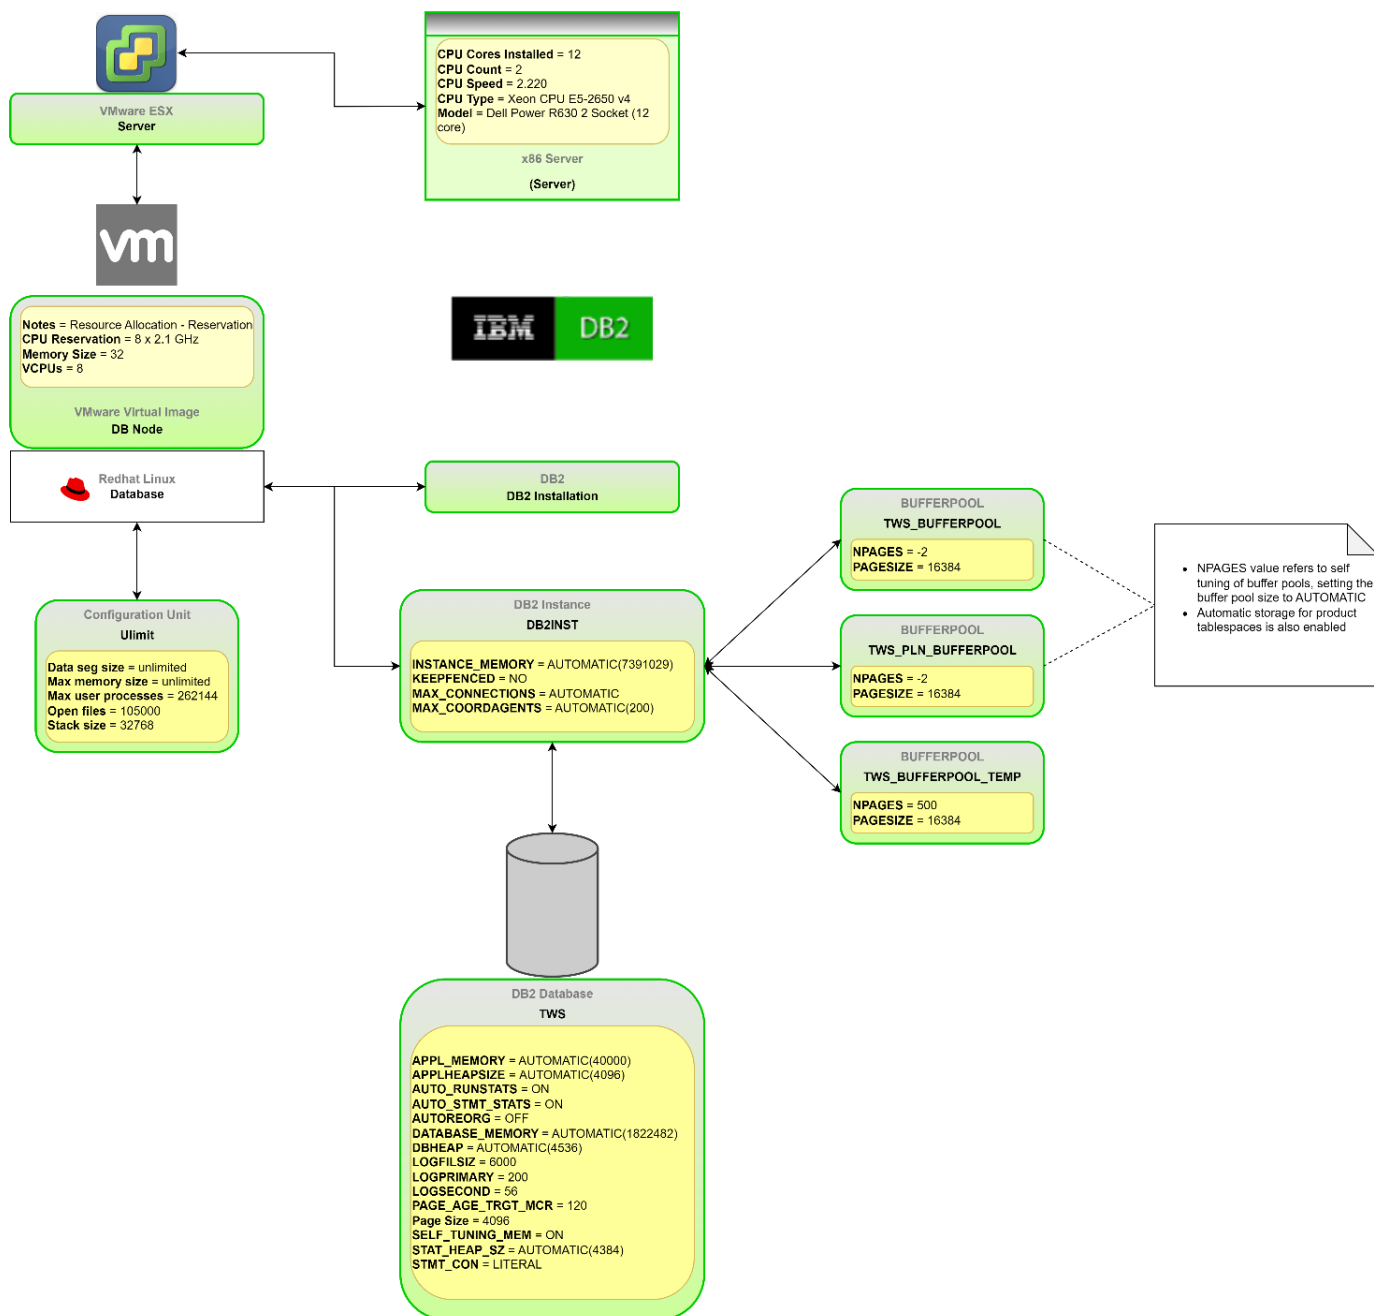 VMware ESX
Server
CPU Cores Installed = 12
CPU Count = 2
CPU Speed = 2.220
CPU Type = Xeon CPU E5-2650 v4
Model = Dell Power R630 2 Socket (12
core)
x86 Server
(Server)
vm
Notes = Resource Allocation - Reservation
CPU Reservation = 8 x 2.1 GHz
Memory Size = 32
VCPUs = 8
VMware Virtual Image
DB Node
IBM DB2
Redhat Linux
Database
DB2
DB2 Installation
Configuration Unit
Ulimit
Data seg size = unlimited
Max memory size = unlimited
Max user processes = 262144
Open files = 105000
Stack size = 32768
DB2 Instance
DB2INST
INSTANCE_MEMORY = AUTOMATIC(7391029)
KEEPFENCED = NO
MAX_CONNECTIONS = AUTOMATIC
MAX_COORDAGENTS = AUTOMATIC(200)
BUFFERPOOL
TWS_BUFFERPOOL
NPAGES = -2
PAGESIZE = 16384
BUFFERPOOL
TWS_PLN_BUFFERPOOL
NPAGES = -2
PAGESIZE = 16384
BUFFERPOOL
TWS_BUFFERPOOL_TEMP
NPAGES = 500
PAGESIZE = 16384
• NPAGES value refers to self
tuning of buffer pools, setting the
buffer pool size to AUTOMATIC
• Automatic storage for product
tablespaces is also enabled
DB2 Database
TWS
APPL_MEMORY = AUTOMATIC(40000)
APPLHEAPSIZE = AUTOMATIC(4096)
AUTO_RUNSTATS = ON
AUTO_STMT_STATS = ON
AUTOREORG = OFF
DATABASE_MEMORY = AUTOMATIC(1822482)
DBHEAP = AUTOMATIC(4536)
LOGFILSIZ = 6000
LOGPRIMARY = 200
LOGSECOND = 56
PAGE_AGE_TRGT_MCR = 120
Page Size = 4096
SELF_TUNING_MEM = ON
STAT_HEAP_SZ = AUTOMATIC(4384)
STMT_CON = LITERAL